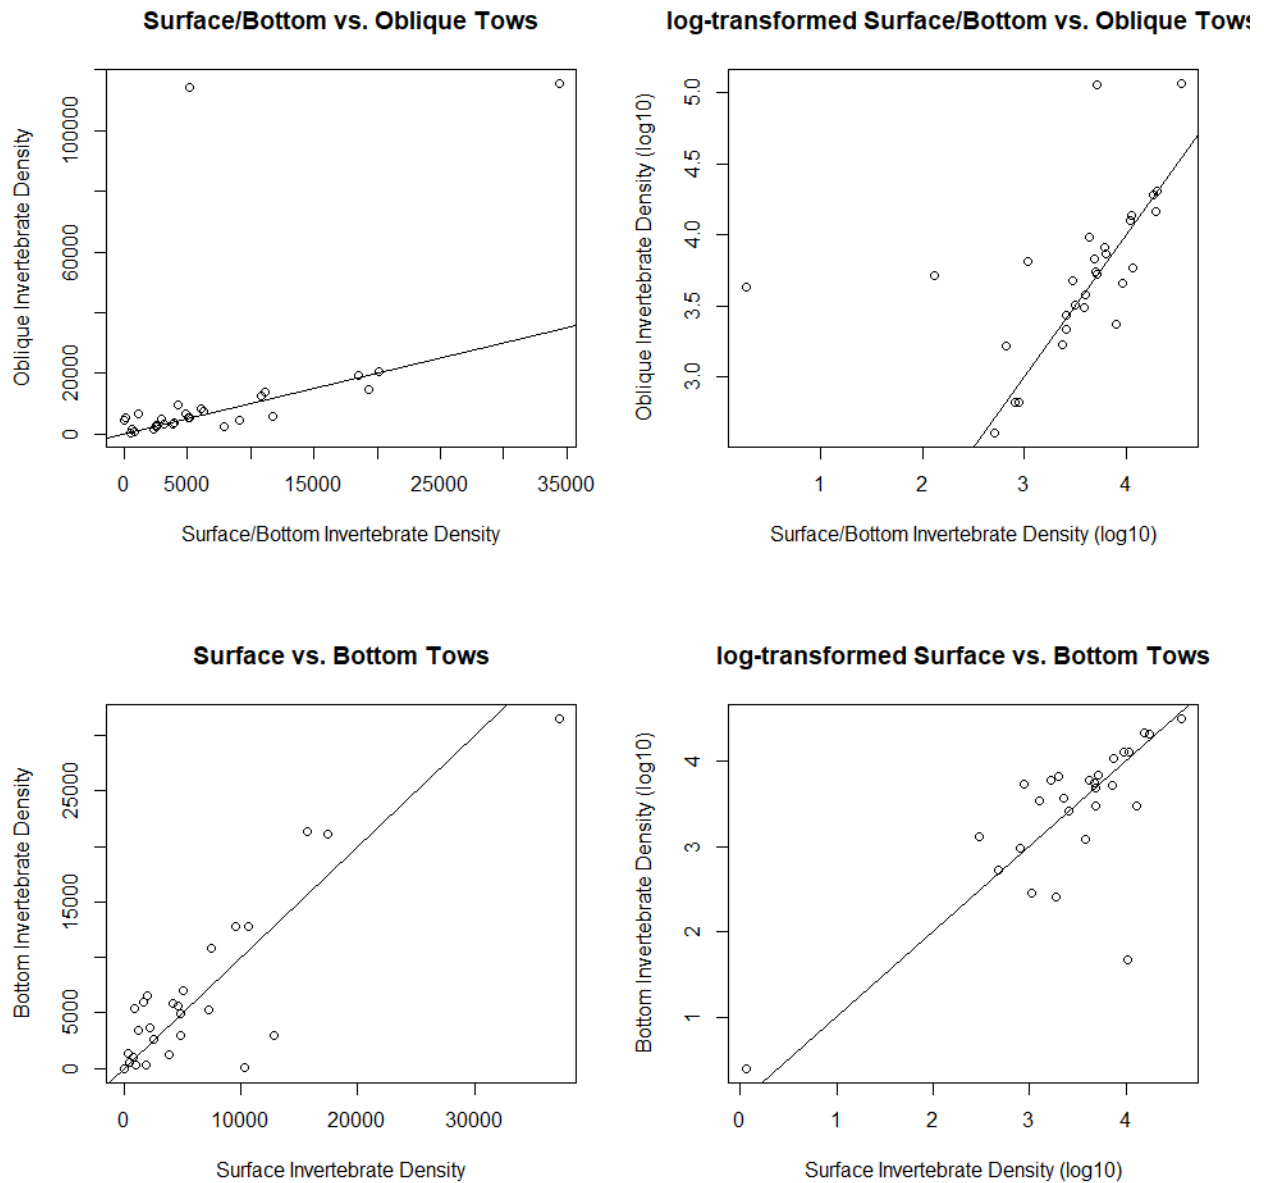 Surface/Bottom vs. Oblique Tows
Oblique Invertebrate Density
100000
60000
20000
0
0 5000 15000 25000 35000
Surface/Bottom Invertebrate Density
log-transformed Surface/Bottom vs. Oblique Tows
Oblique Invertebrate Density (log10)
5.0
4.5
4.0
3.5
3.0
1 2 3 4
Surface/Bottom Invertebrate Density (log10)
Surface vs. Bottom Tows
Bottom Invertebrate Density
25000
15000
5000
0
0 10000 20000 30000
Surface Invertebrate Density
log-transformed Surface vs. Bottom Tows
Bottom Invertebrate Density (log10)
4
3
2
1
0 1 2 3 4
Surface Invertebrate Density (log10)